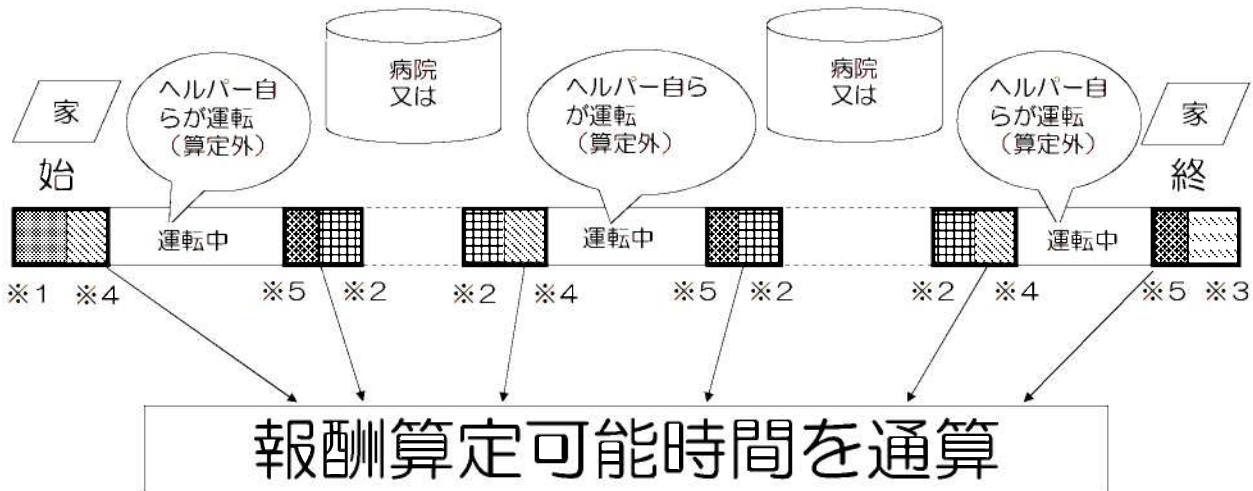 病院
又は
病院
又は
家
ヘルパー自
らが運転
（算定外）
ヘルパー自ら
が運転
（算定外）
ヘルパー自
らが運転
（算定外）
家
始
終
運転中
運転中
運転中
※1 ※4 ※5 ※2 ※2 ※4 ※5 ※2 ※2 ※4 ※5 ※3
報酬算定可能時間を通算